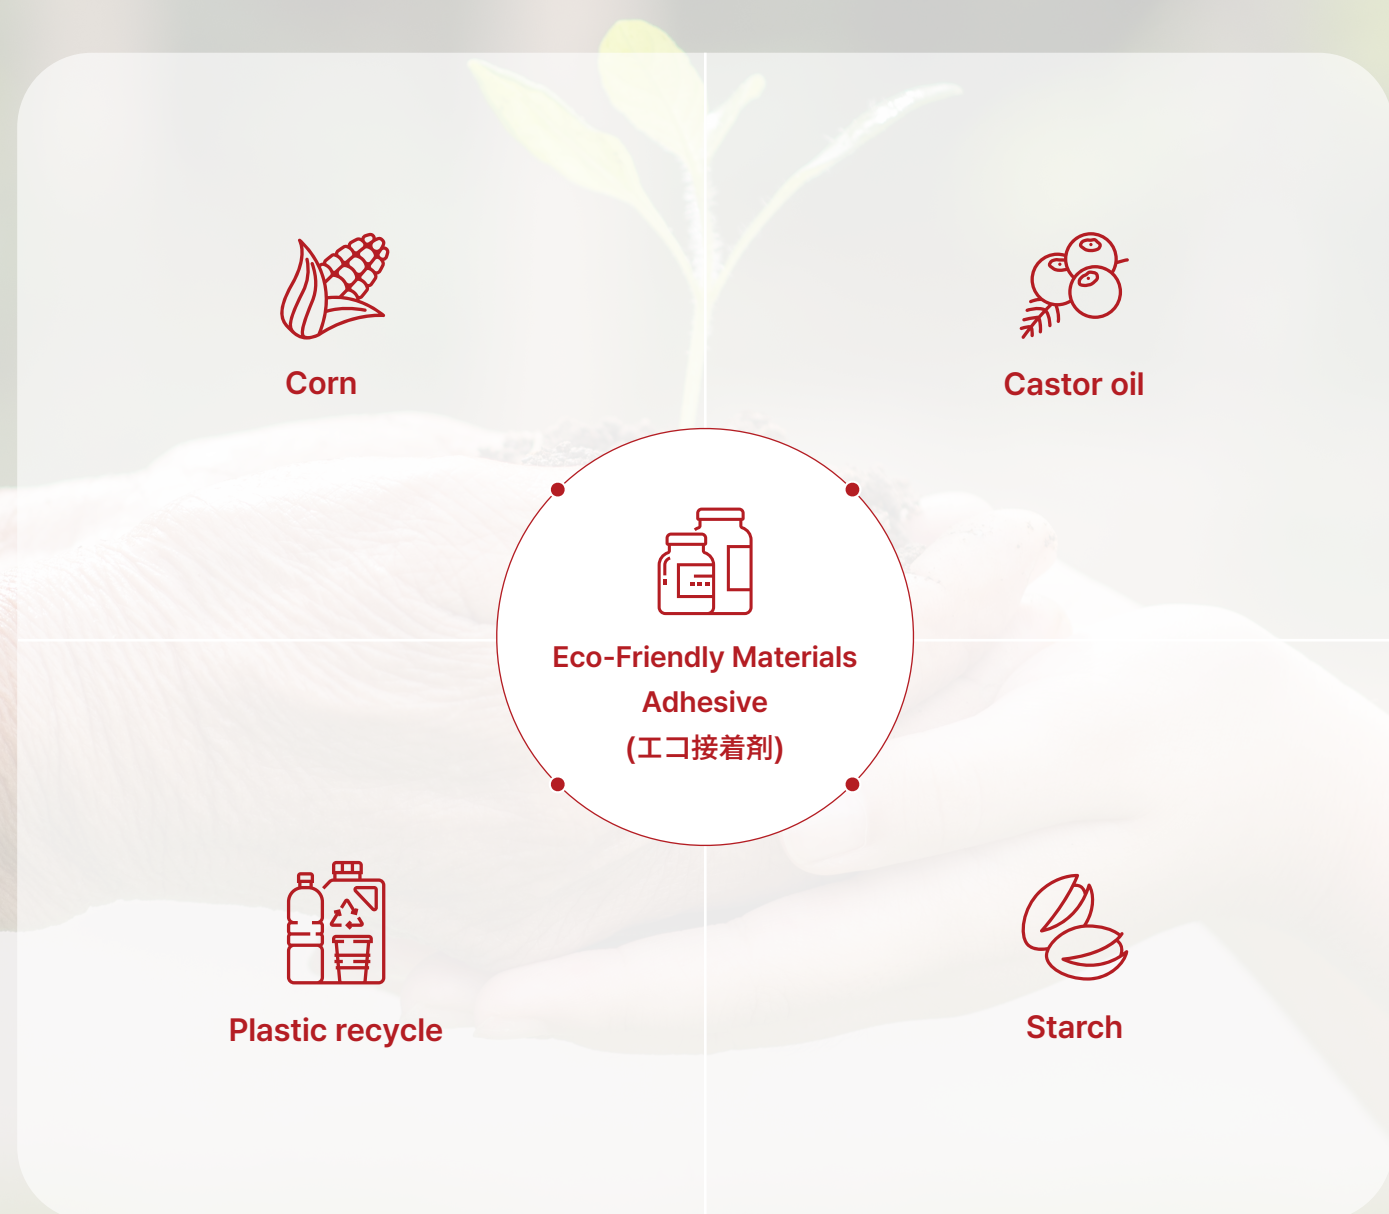 Corn
Castor oil
Eco-Friendly Materials
Adhesive
(エコ接着剤)
Plastic recycle
Starch